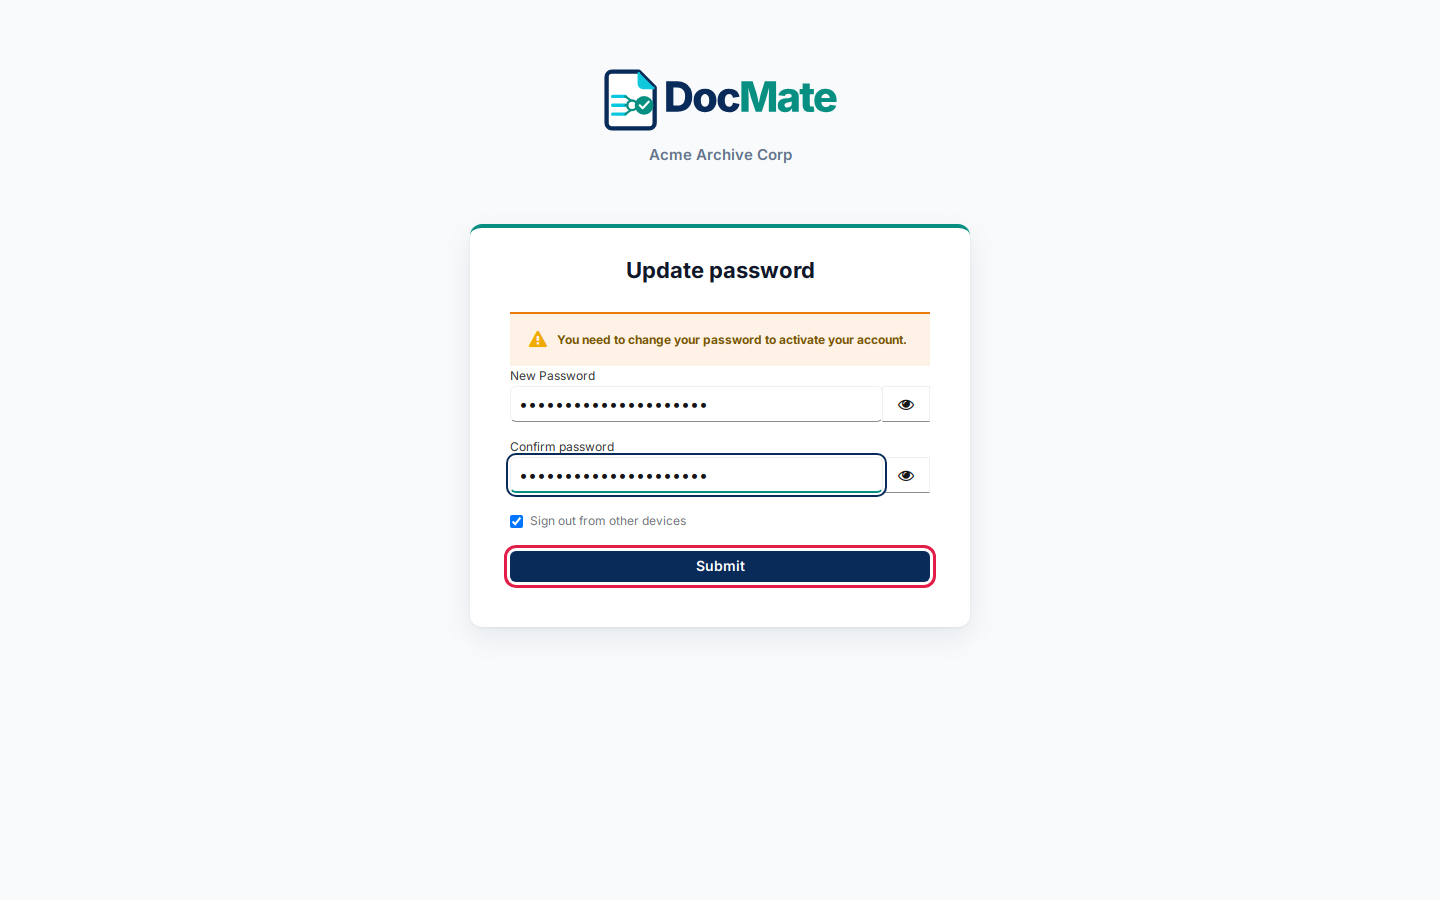 DocMate
Acme Archive Corp
Update password
You need to change your password to activate your account.
New Password
•••••••••••••••••••••
Confirm password
•••••••••••••••••••••
Sign out from other devices
Submit